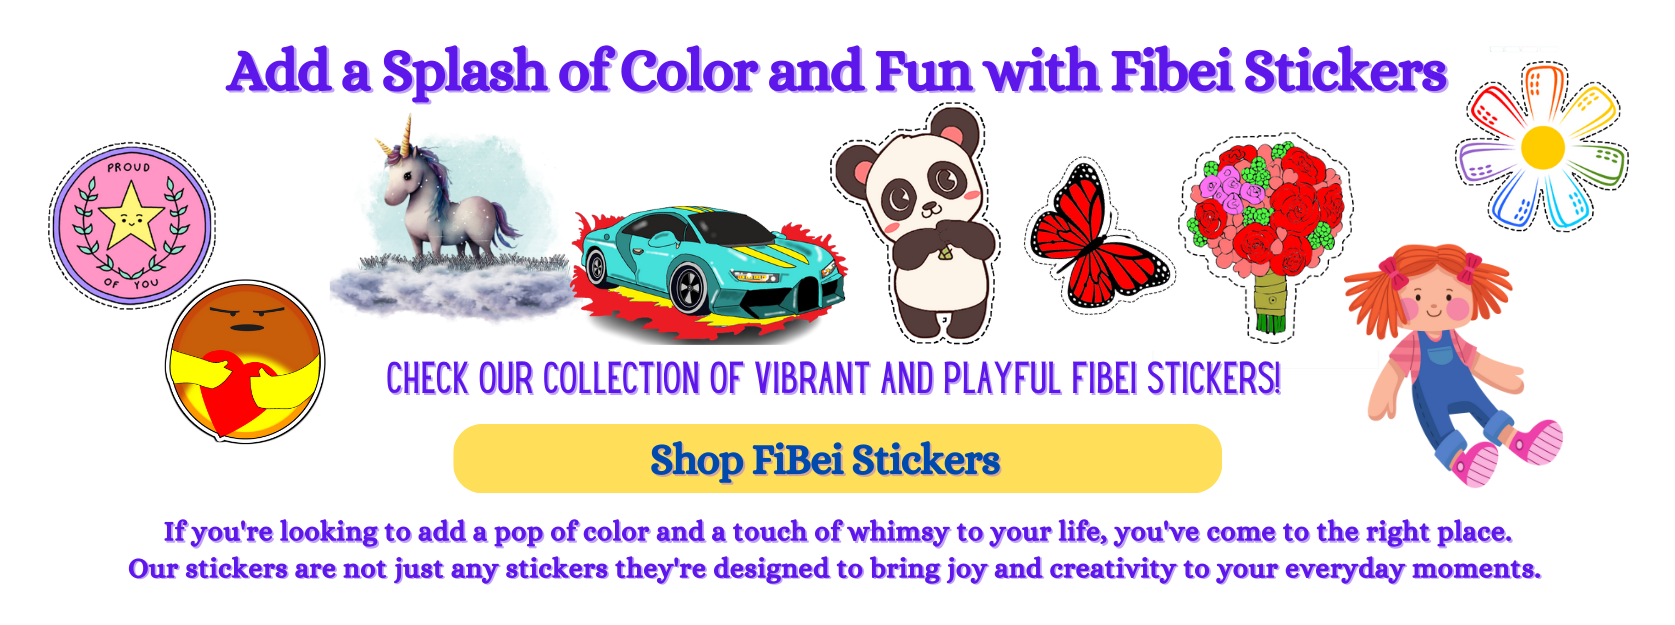 Add a Splash of Color and Fun with Fibei Stickers
PROUD
OF YOU
CHECK OUR COLLECTION OF VIBRANT AND PLAYFUL FIBEI STICKERS!
Shop FiBei Stickers
If you're looking to add a pop of color and a touch of whimsy to your life, you've come to the right place.
Our stickers are not just any stickers they're designed to bring joy and creativity to your everyday moments.